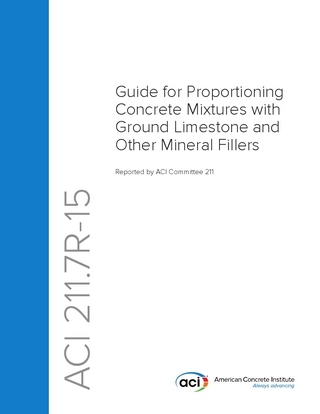 Guide for Proportioning
Concrete Mixtures with
Ground Limestone and
Other Mineral Fillers
Reported by ACI Committee 211
ACI 211.7R-15
aci
American Concrete Institute
Always advancing